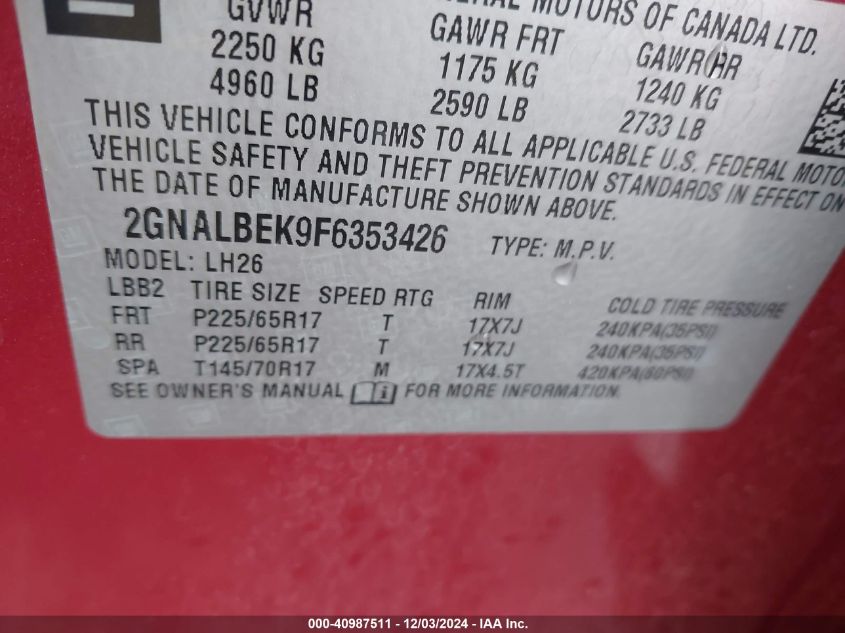 GVWR GAWR FRT GAWR RR
MOTORS OF CANADA LTD.
2250 KG 1175 KG 1240 KG
4960 LB 2590 LB 2733 LB
THIS VEHICLE CONFORMS TO ALL APPLICABLE U.S. FEDERAL
VEHICLE SAFETY AND THEFT PREVENTION STANDARDS IN EFFECT ON
THE DATE OF MANUFACTURE SHOWN ABOVE.
2GNALBEK9F6353426 TYPE: M.P.V.
MODEL: LH26
LBB2 TIRE SIZE SPEED RTG RIM COLD TIRE PRESSURE
FRT P225/65R17 T 17X7J 240KPA(35PSI)
RR P225/65R17 T 17X7J 240KPA(35PSI)
SPA T145/70R17 M 17X4.5T 420KPA(60PSI)
SEE OWNER'S MANUAL FOR MORE INFORMATION.
000-40987511 - 12/03/2024 - IAA Inc.